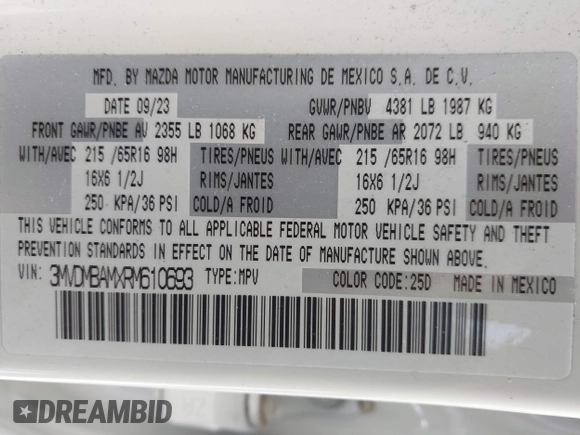 MFD. BY MAZDA MOTOR MANUFACTURING DE MEXICO S.A. DE C.V.
DATE 09/23 GVWR/PNBV 4381 LB 1987 KG
FRONT GAWR/PNBE AV 2355 LB 1068 KG REAR GAWR/PNBE AR 2072 LB 940 KG
WITH/AVEC 215 /65R16 98H TIRES/PNEUS WITH/AVEC 215 /65R16 98H TIRES/PNEUS
16X6 1/2J RIMS/JANTES 16X6 1/2J RIMS/JANTES
250 KPA/36 PSI COLD/A FROID 250 KPA/36 PSI COLD/A FROID
THIS VEHICLE CONFORMS TO ALL APPLICABLE FEDERAL MOTOR VEHICLE SAFETY AND THEFT
PREVENTION STANDARDS IN EFFECT ON THE DATE OF MANUFACTURE SHOWN ABOVE.
VIN: 3MVDMBAMXRM610693 TYPE:MPV COLOR CODE:25D MADE IN MEXICO
DREAMBID